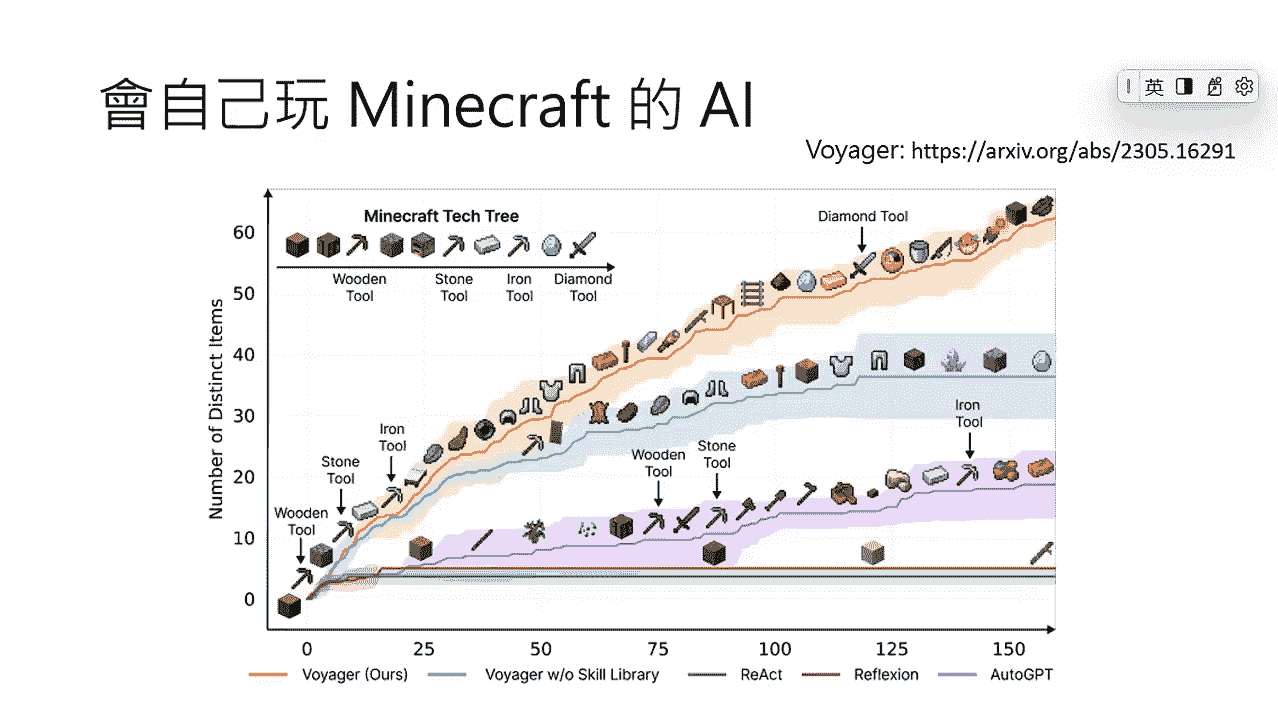 會自己玩 Minecraft 的 AI
英
Voyager: https://arxiv.org/abs/2305.16291
Minecraft Tech Tree
Wooden
Tool
Stone
Tool
Iron
Tool
Diamond
Tool
Diamond Tool
Wooden
Tool
Stone
Tool
Iron
Tool
Wooden
Tool
Stone
Tool
Iron
Tool
Number of Distinct Items
60
50
40
30
20
10
0
0 25 50 75 100 125 150
Voyager (Ours) Voyager w/o Skill Library ReAct Reflexion AutoGPT